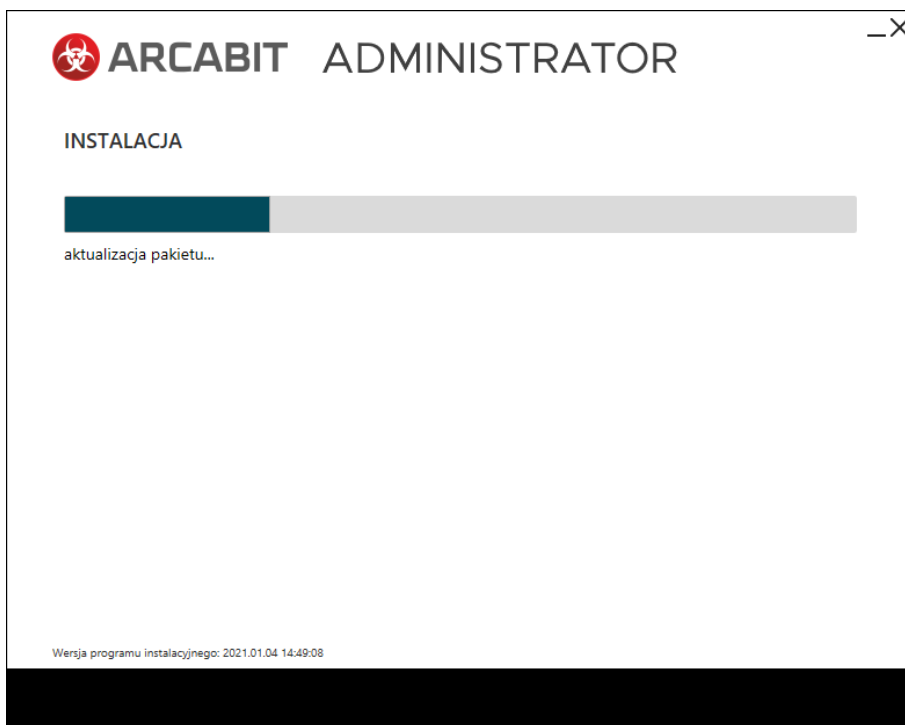 ARCABIT ADMINISTRATOR
INSTALACJA
aktualizacja pakietu...
Wersja programu instalacyjnego: 2021.01.04 14:49:08